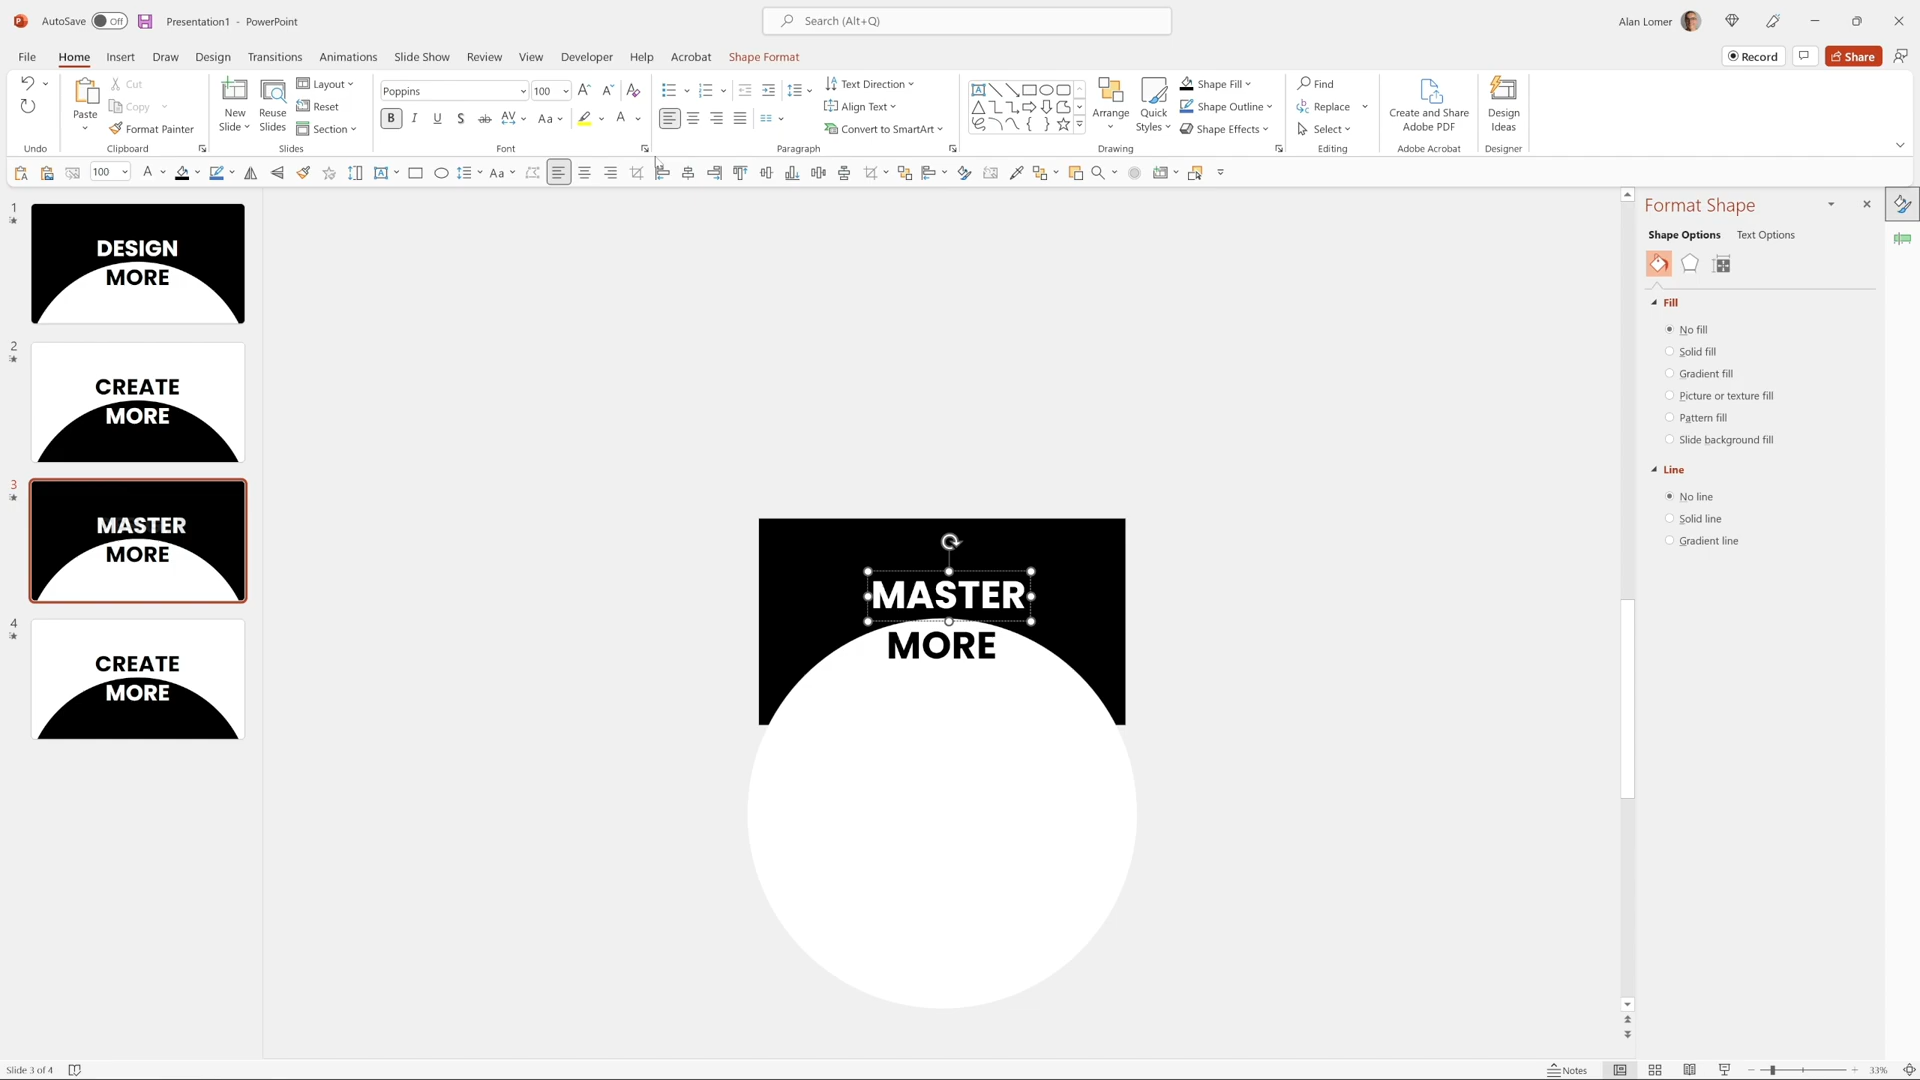 AutoSave Off Presentation1 - PowerPoint Search (Alt+Q) Alan Lomer
File Home Insert Draw Design Transitions Animations Slide Show Review View Developer Help Acrobat Shape Format Record Share
Undo
Paste
Cut
Copy
Format Painter
Clipboard
New Slide
Reuse Slides
Layout
Reset
Section
Slides
Poppins 100
Font
Paragraph
Text Direction
Align Text
Convert to SmartArt
Arrange
Quick Styles
Shape Fill
Shape Outline
Shape Effects
Drawing
Find
Replace
Select
Editing
Create and Share Adobe PDF
Adobe Acrobat
Design Ideas
Designer
100
1
DESIGN
MORE
2
CREATE
MORE
3
MASTER
MORE
4
CREATE
MORE
MASTER
MORE
Format Shape
Shape Options Text Options
Fill
No fill
Solid fill
Gradient fill
Picture or texture fill
Pattern fill
Slide background fill
Line
No line
Solid line
Gradient line
Slide 3 of 4 Notes 33%